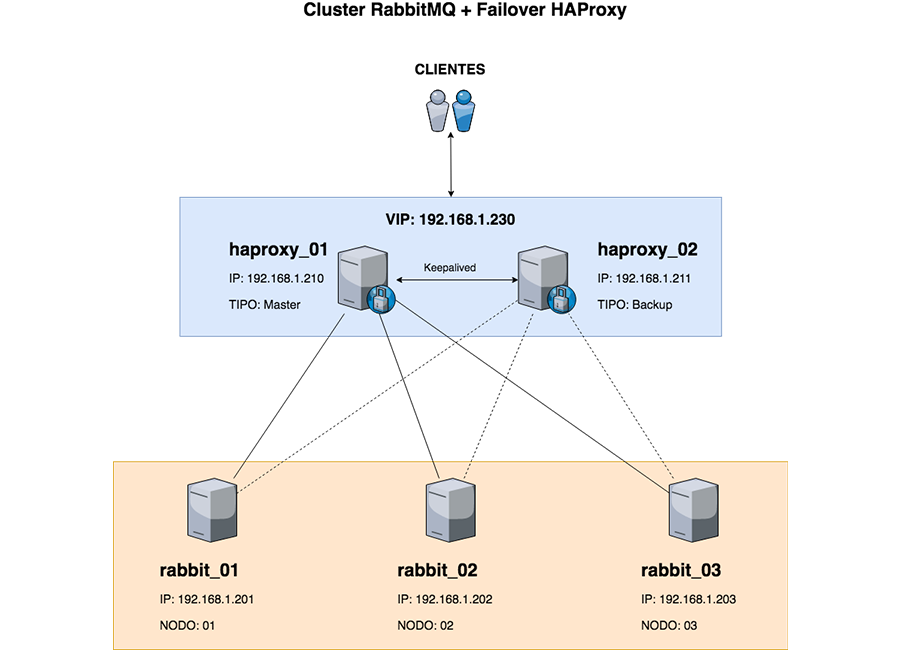 Cluster RabbitMQ + Failover HAProxy
CLIENTES
VIP: 192.168.1.230
haproxy_01
IP: 192.168.1.210
TIPO: Master
Keepalived
haproxy_02
IP: 192.168.1.211
TIPO: Backup
rabbit_01
IP: 192.168.1.201
NODO: 01
rabbit_02
IP: 192.168.1.202
NODO: 02
rabbit_03
IP: 192.168.1.203
NODO: 03